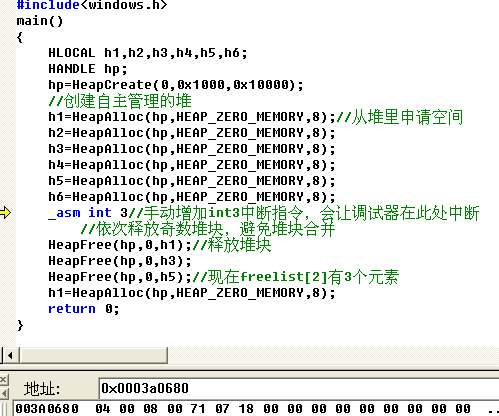 #include<windows.h>
main()
{
HLOCAL h1,h2,h3,h4,h5,h6;
HANDLE hp;
hp=HeapCreate(0,0x1000,0x10000);
//创建自主管理的堆
h1=HeapAlloc(hp,HEAP_ZERO_MEMORY,8);//从堆里申请空间
h2=HeapAlloc(hp,HEAP_ZERO_MEMORY,8);
h3=HeapAlloc(hp,HEAP_ZERO_MEMORY,8);
h4=HeapAlloc(hp,HEAP_ZERO_MEMORY,8);
h5=HeapAlloc(hp,HEAP_ZERO_MEMORY,8);
h6=HeapAlloc(hp,HEAP_ZERO_MEMORY,8);
_asm int 3//手动增加int3中断指令，会让调试器在此处中断
//依次释放奇数堆块，避免堆块合并
HeapFree(hp,0,h1);//释放堆块
HeapFree(hp,0,h3);
HeapFree(hp,0,h5);//现在freelist[2]有3个元素
h1=HeapAlloc(hp,HEAP_ZERO_MEMORY,8);
return 0;
}
地址: 0x0003a0680
003A0680 04 00 08 00 71 07 18 00 00 00 00 00 00 00 00 00 ..